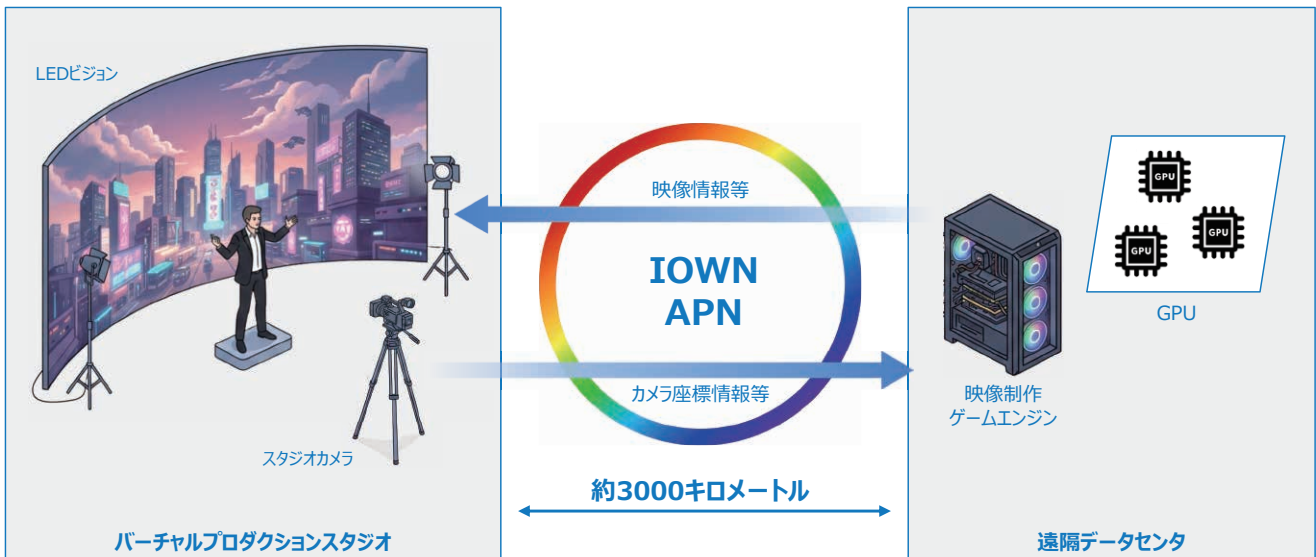 LEDビジョン
スタジオカメラ
バーチャルプロダクションスタジオ
映像情報等
IOWN
APN
カメラ座標情報等
約3000キロメートル
GPU
GPU
GPU
GPU
映像制作
ゲームエンジン
遠隔データセンタ